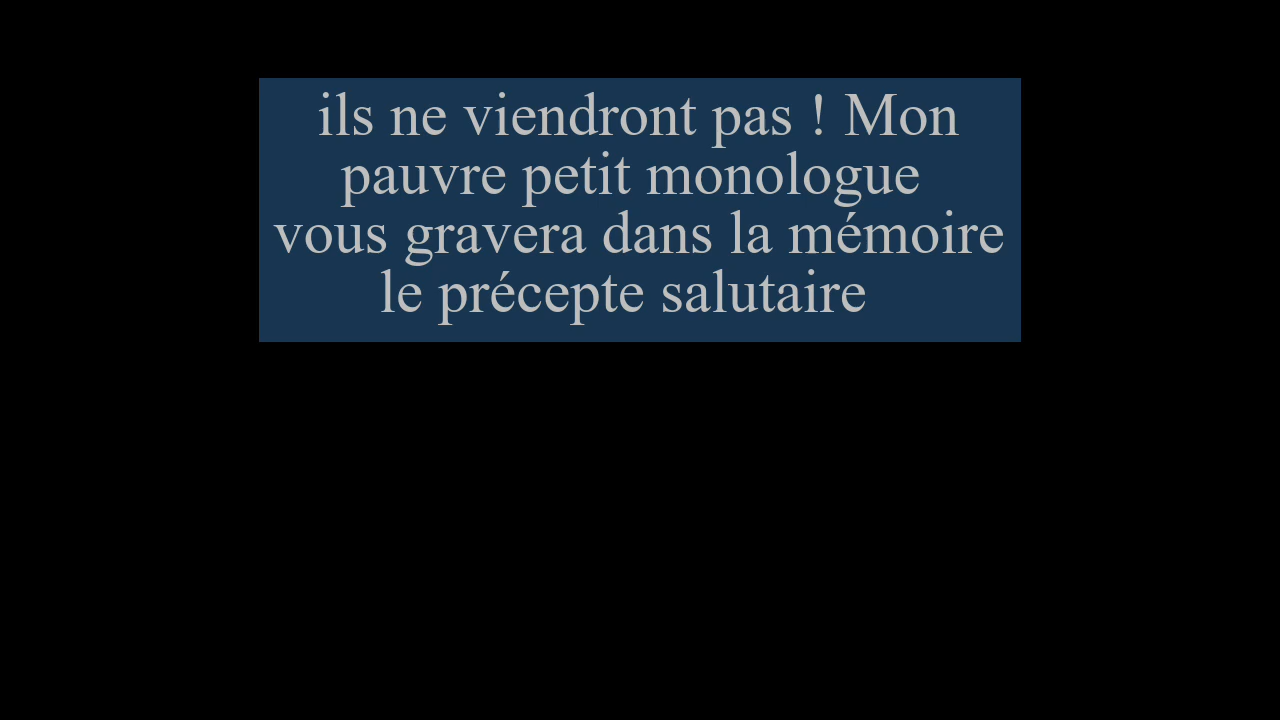 ils ne viendront pas ! Mon
pauvre petit monologue
vous gravera dans la mémoire
le précepte salutaire